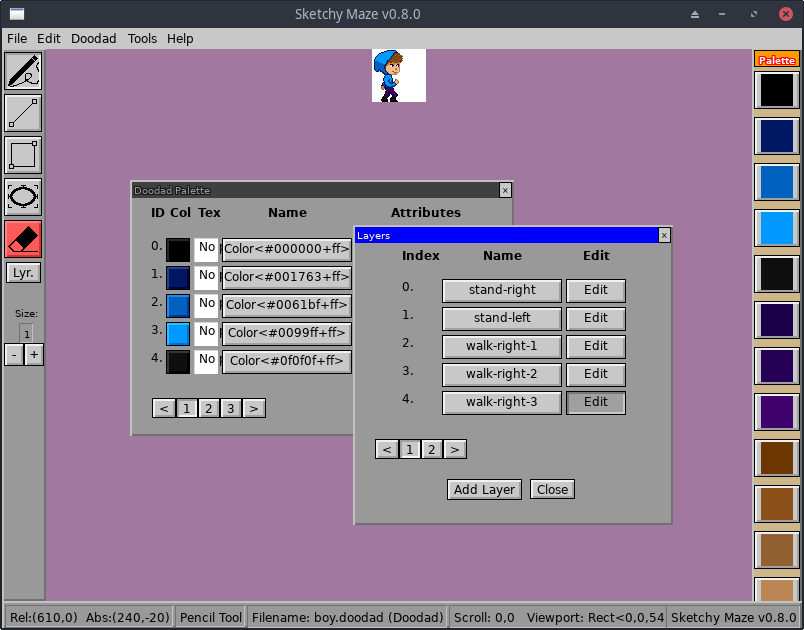 Sketchy Maze v0.8.0
File Edit Doodad Tools Help
Palette
Lyr.
Size:
1
- +
Doodad Palette x
ID Col Tex Name Attributes
0. No Color<#000000+ff>
1. No Color<#001763+ff>
2. No Color<#0061bf+ff>
3. No Color<#0099ff+ff>
4. No Color<#0f0f0f+ff>
< 1 2 3 >
Layers x
Index Name Edit
0. stand-right Edit
1. stand-left Edit
2. walk-right-1 Edit
3. walk-right-2 Edit
4. walk-right-3 Edit
< 1 2 >
Add Layer Close
Rel:(610,0) Abs:(240,-20) Pencil Tool Filename: boy.doodad (Doodad) Scroll: 0,0 Viewport: Rect<0,0,54 Sketchy Maze v0.8.0